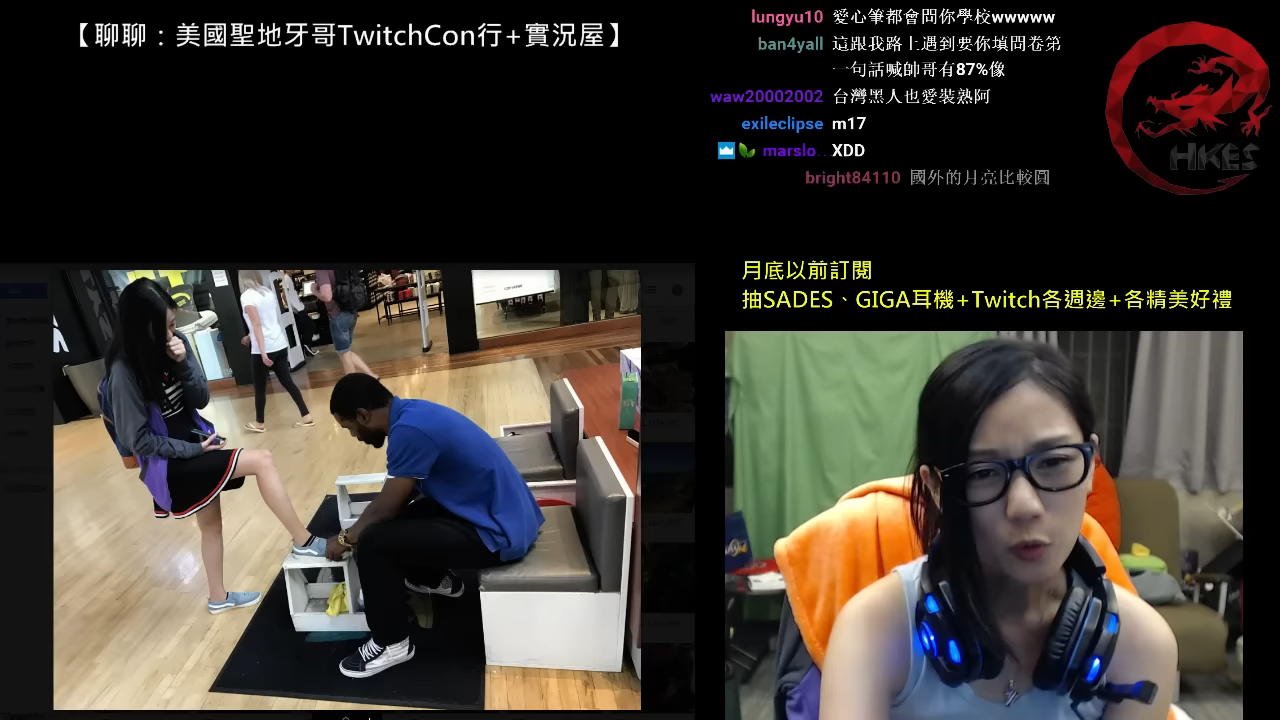 【聊聊：美國聖地牙哥TwitchCon行+實況屋】
lungyu10 愛心筆都會問你學校wwwww
ban4yall 這跟我路上遇到要你填問卷第
一句話喊帥哥有87%像
waw20002002 台灣黑人也愛裝熟阿
exileclipse m17
marslo... XDD
bright84110 國外的月亮比較圓
HKES
月底以前訂閱
抽SADES、GIGA耳機+Twitch各週邊+各精美好禮